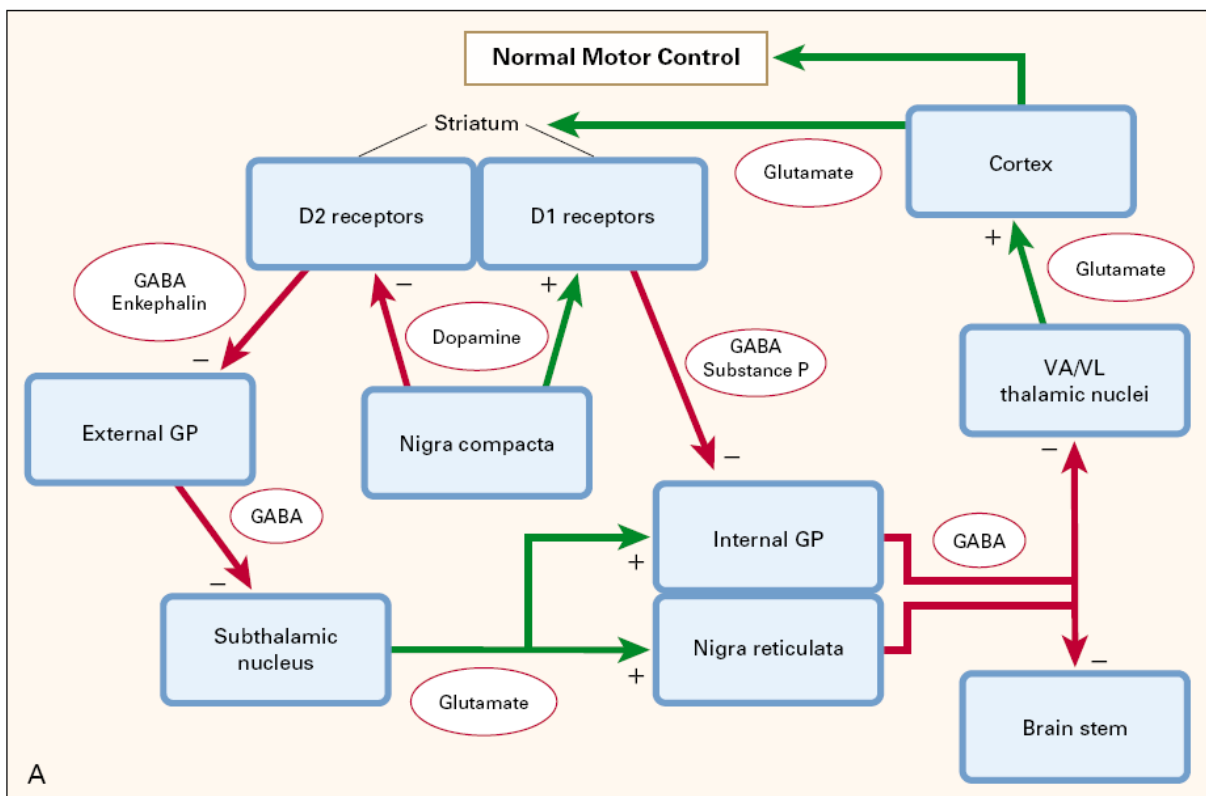 Normal Motor Control
Striatum
Glutamate
Cortex
D2 receptors
D1 receptors
+
GABA
Enkephalin
−
+
Glutamate
Dopamine
GABA
Substance P
VA/VL
thalamic nuclei
−
External GP
Nigra compacta
−
−
GABA
Internal GP
GABA
+
−
Subthalamic
nucleus
Nigra reticulata
+
−
Glutamate
Brain stem
A